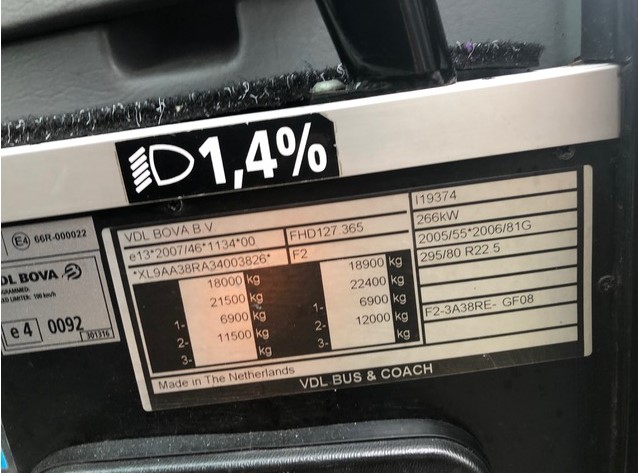 1,4%
E4 66R-000022
DL BOVA
e4 0092
301316
VDL BOVA B.V
e13*2007/46*1134*00
*XL9AA38RA34003826*
18000 kg
21500 kg
1- 6900 kg
2- 11500 kg
3- kg
FHD127.365
F2
18900 kg
22400 kg
1- 6900 kg
2- 12000 kg
3- kg
I19374
266kW
2005/55*2006/81G
295/80 R22.5
F2-3A38RE- GF08
Made in The Netherlands
VDL BUS & COACH